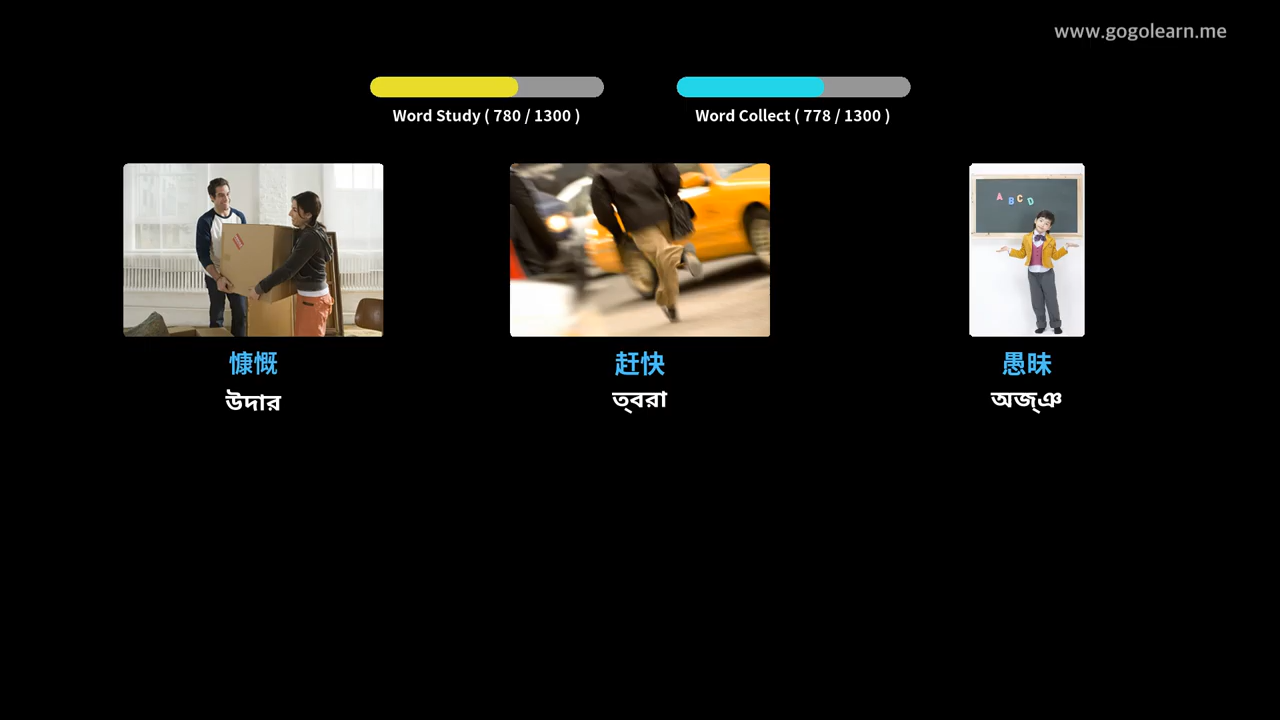 www.gogolearn.me
Word Study ( 780 / 1300 )
Word Collect ( 778 / 1300 )
A B C D
慷慨
赶快
愚昧
উদার
ত্‌বরা
অজ্‌ঞ